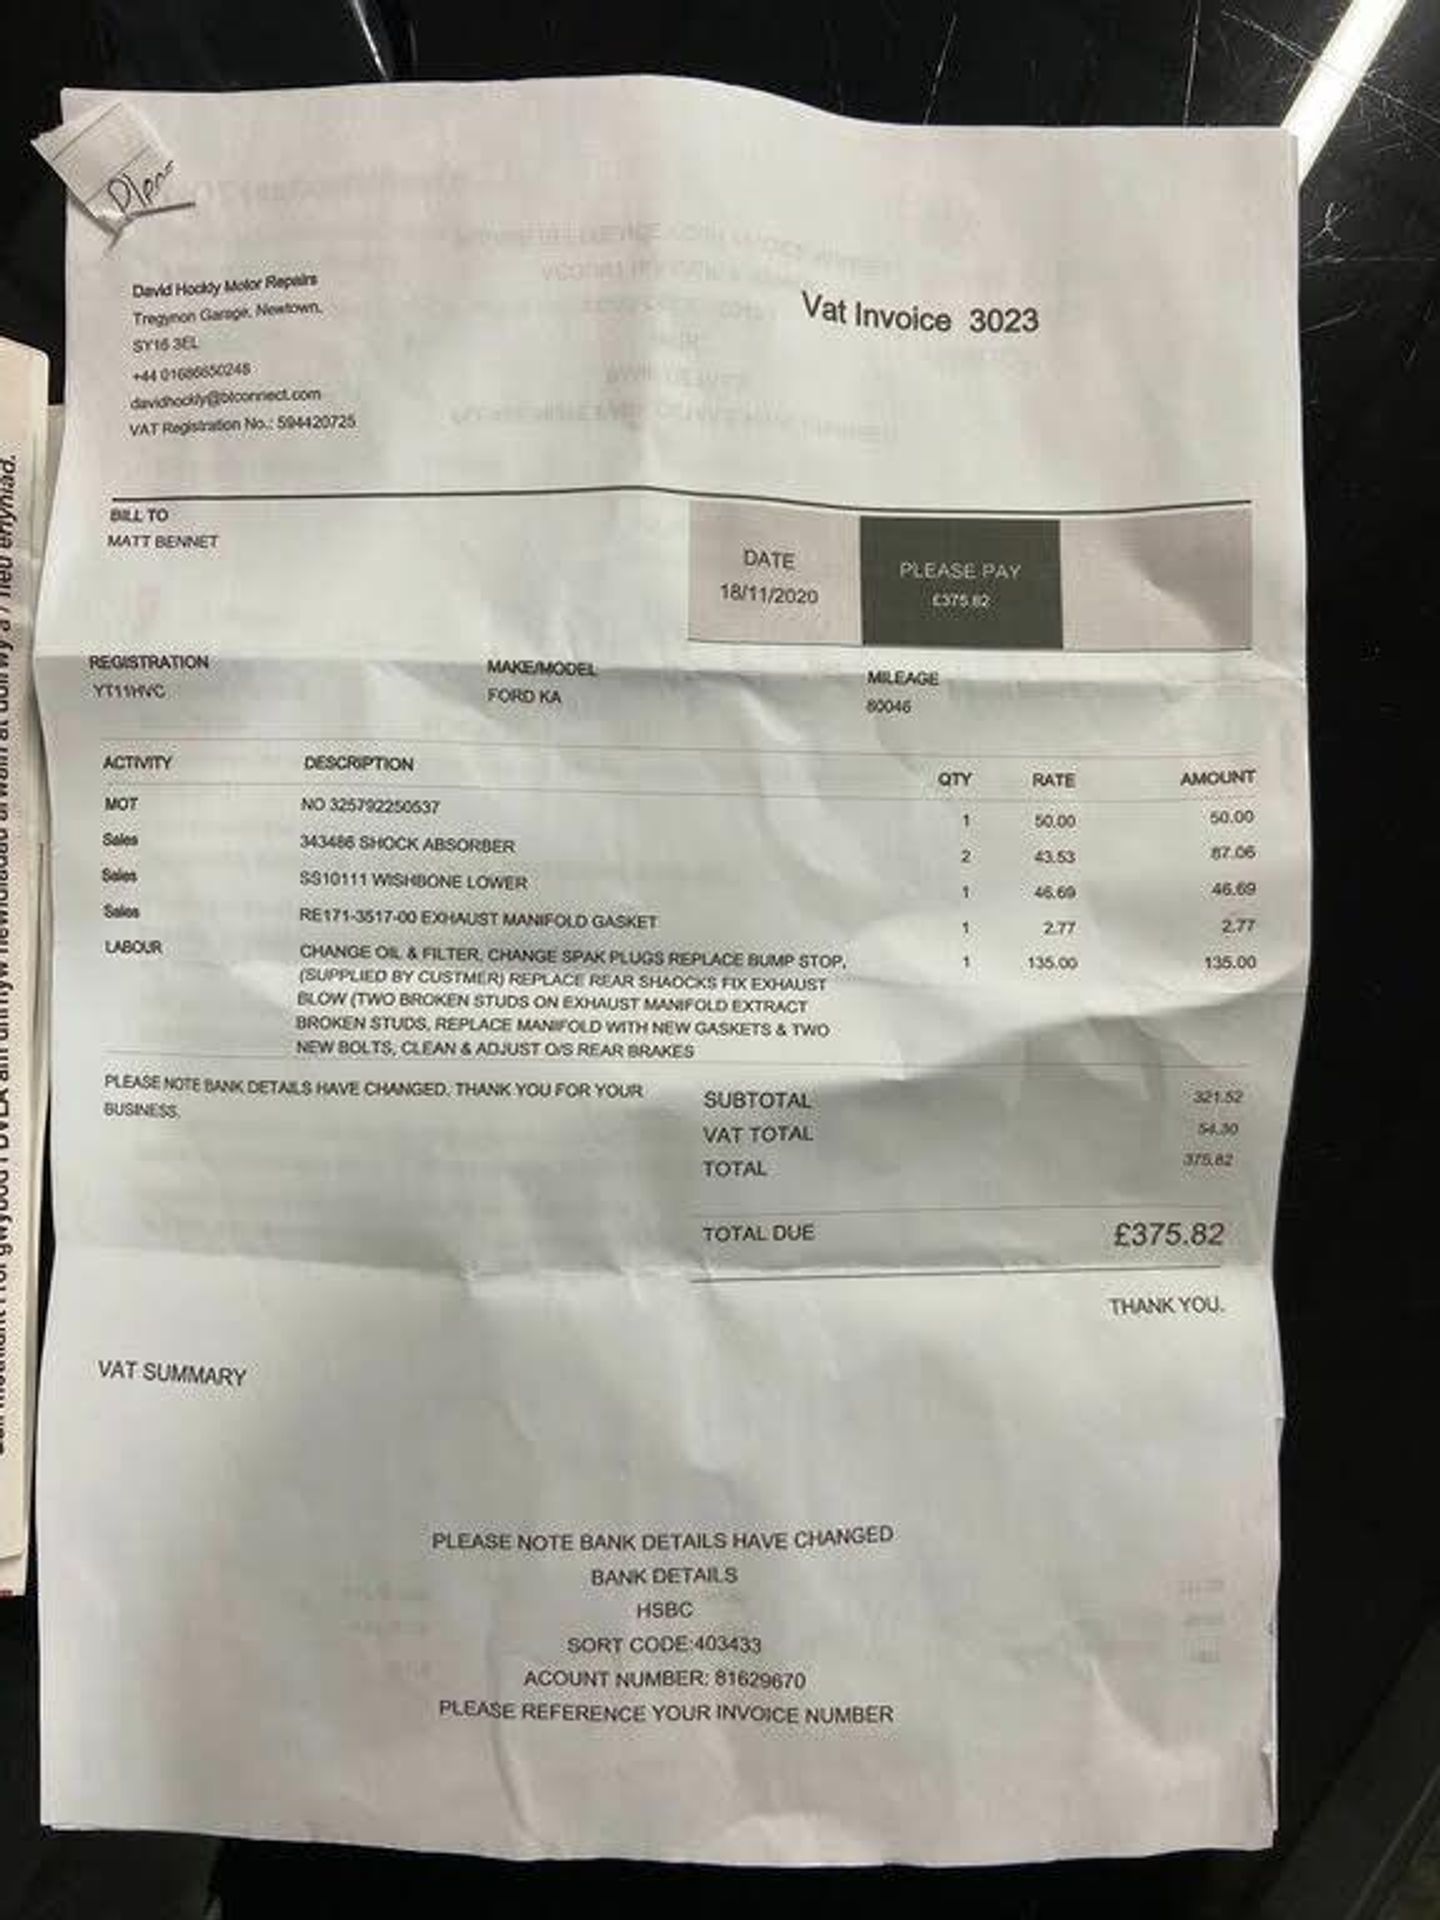 David Hockly Motor Repairs
Tregynon Garage, Newtown,
SY16 3EL
+44 01686650248
davidhockly@btconnect.com
VAT Registration No.: 594420725
Vat Invoice 3023
BILL TO
MATT BENNET
DATE
18/11/2020
PLEASE PAY
£375.82
REGISTRATION MAKE/MODEL MILEAGE
YT11HVC FORD KA 80046
ACTIVITY DESCRIPTION QTY RATE AMOUNT
MOT NO 325792250537 1 50.00 50.00
Sales 343486 SHOCK ABSORBER 2 43.53 87.06
Sales SS10111 WISHBONE LOWER 1 46.69 46.69
Sales RE171-3517-00 EXHAUST MANIFOLD GASKET 1 2.77 2.77
LABOUR CHANGE OIL & FILTER, CHANGE SPAK PLUGS REPLACE BUMP STOP, 1 135.00 135.00
(SUPPLIED BY CUSTMER) REPLACE REAR SHAOCKS FIX EXHAUST
BLOW (TWO BROKEN STUDS ON EXHAUST MANIFOLD EXTRACT
BROKEN STUDS, REPLACE MANIFOLD WITH NEW GASKETS & TWO
NEW BOLTS, CLEAN & ADJUST O/S REAR BRAKES
PLEASE NOTE BANK DETAILS HAVE CHANGED. THANK YOU FOR YOUR
BUSINESS.
SUBTOTAL 321.52
VAT TOTAL 54.30
TOTAL 375.82
TOTAL DUE £375.82
THANK YOU.
VAT SUMMARY
PLEASE NOTE BANK DETAILS HAVE CHANGED
BANK DETAILS
HSBC
SORT CODE:403433
ACOUNT NUMBER: 81629670
PLEASE REFERENCE YOUR INVOICE NUMBER